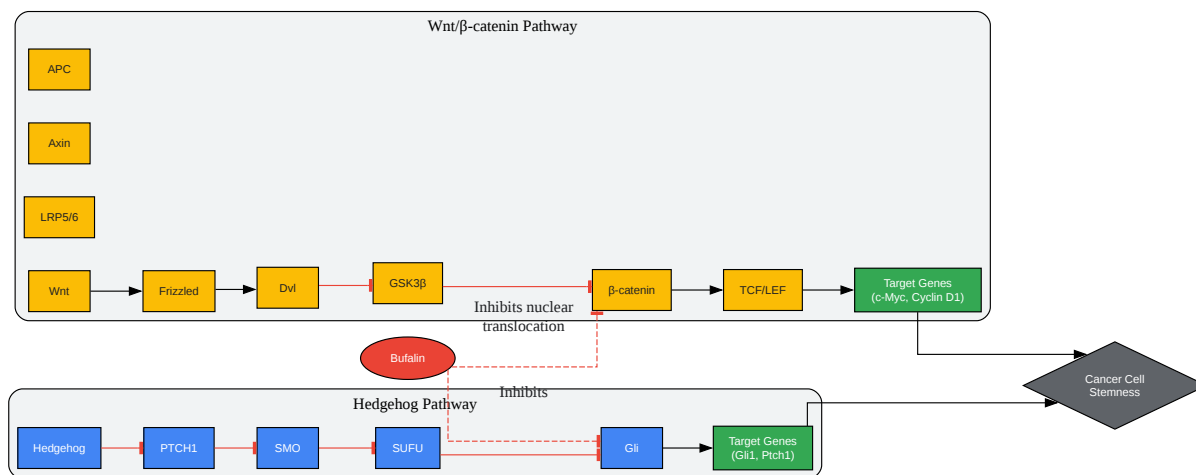 Wnt/β-catenin Pathway
APC
Axin
LRP5/6
Wnt
Frizzled
Dvl
GSK3β
β-catenin
TCF/LEF
Target Genes
(c-Myc, Cyclin D1)
Inhibits nuclear
translocation
Bufalin
Inhibits
Cancer Cell
Stemness
Hedgehog Pathway
Hedgehog
PTCH1
SMO
SUFU
Gli
Target Genes
(Gli1, Ptch1)